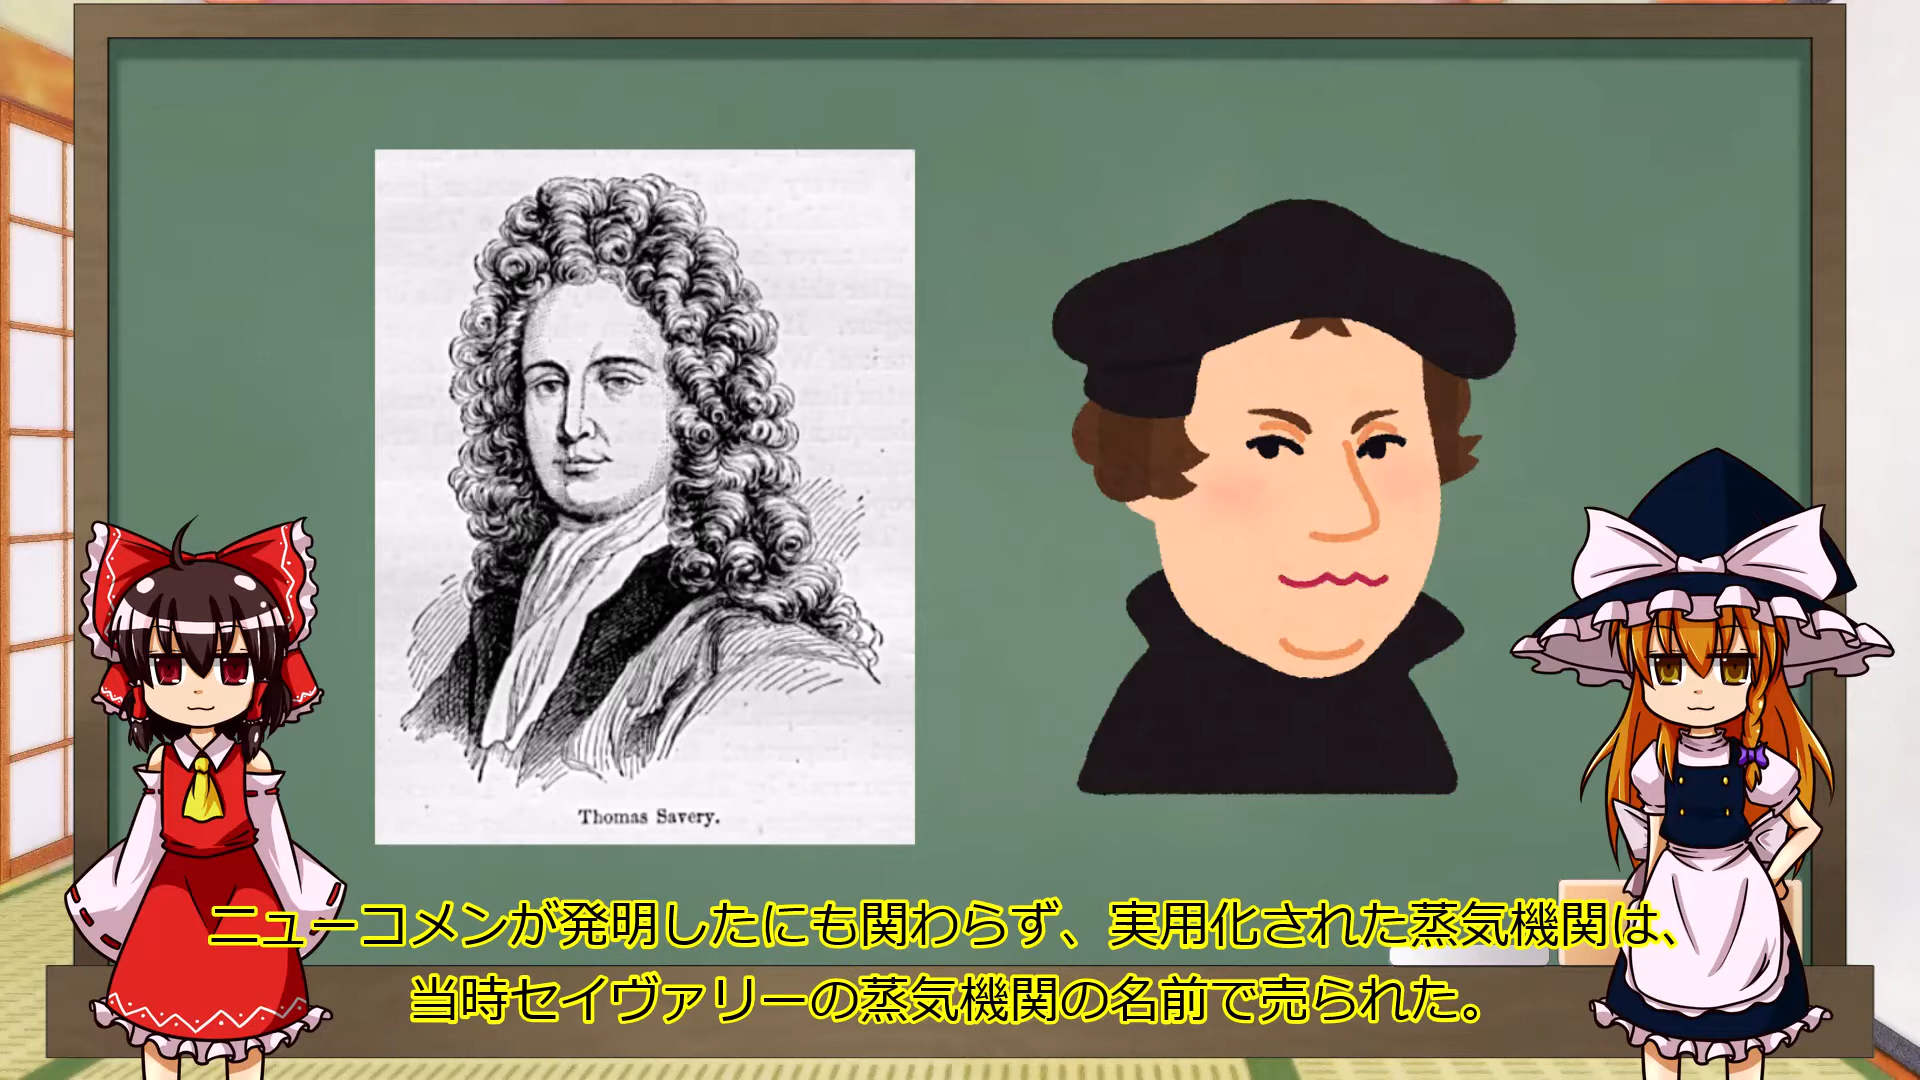 Thomas Savery.
ニューコメンが発明したにも関わらず、実用化された蒸気機関は、
当時セイヴァリーの蒸気機関の名前で売られた。